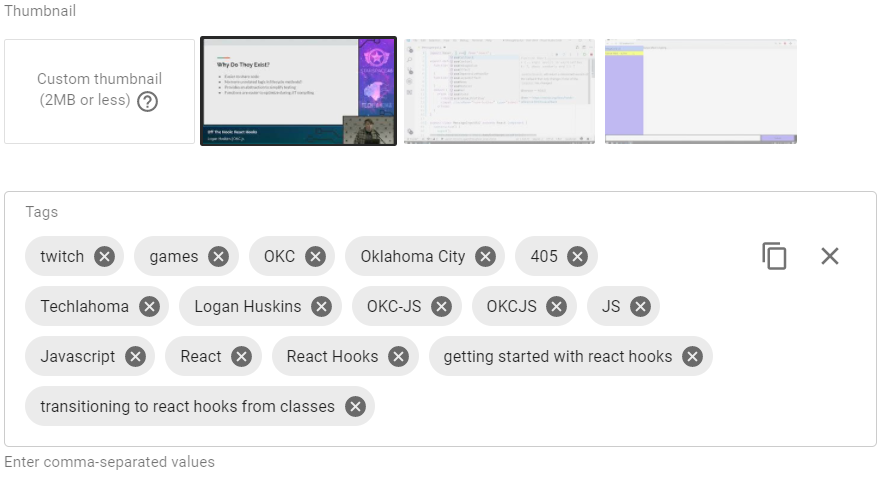 Thumbnail
Custom thumbnail
(2MB or less)
Why Do They Exist?
Tags
twitch games OKC Oklahoma City 405
Techlahoma Logan Huskins OKC-JS OKCJS JS
Javascript React React Hooks getting started with react hooks
transitioning to react hooks from classes
Enter comma-separated values